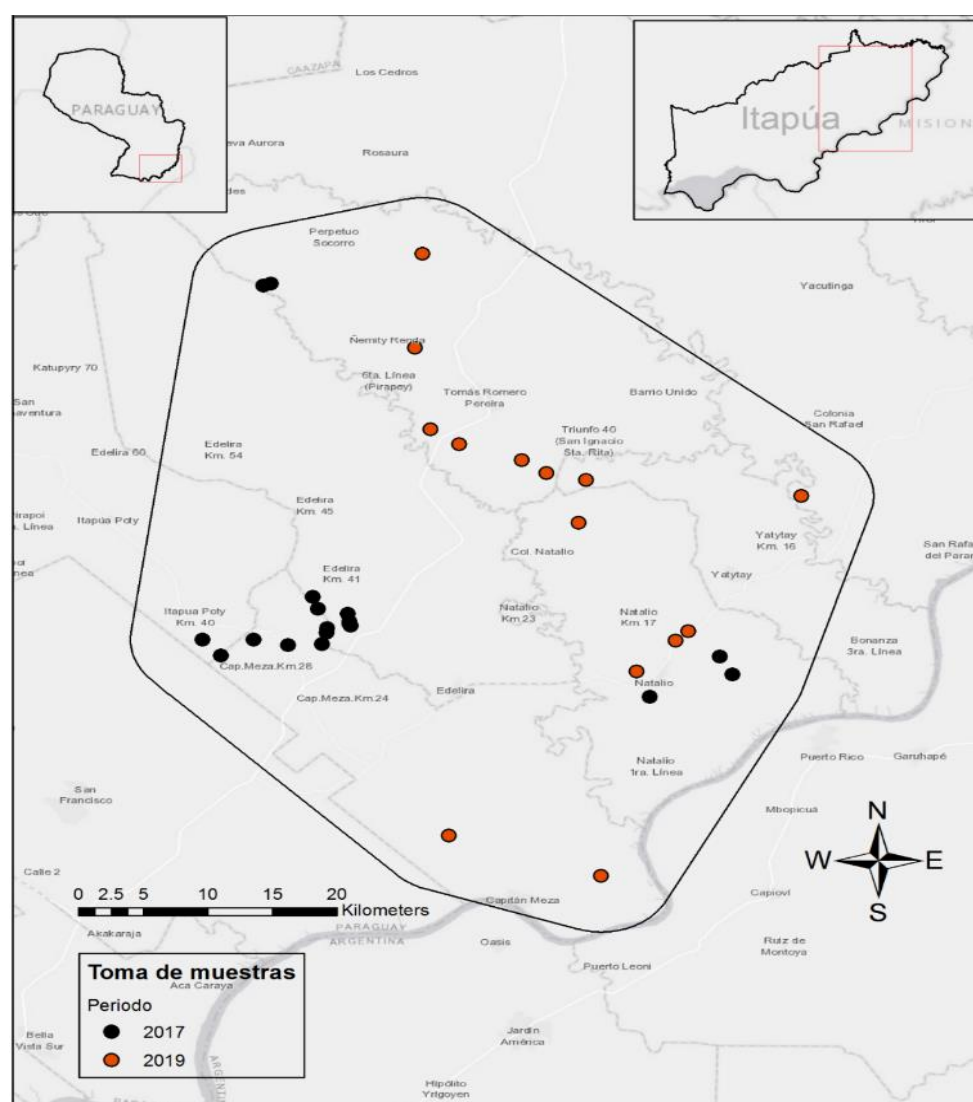 CAAZAPA
Los Cedros
PARAGUAY
Itapúa
MISION
eva Aurora
Rosaura
des
Perpetuo
Socorro
Yacutinga
Ñemity Renda
Katupyry 70
6ta. Línea
(Pirapey)
Tomás Romero
Pereira
Barrio Unido
San
naventura
Colonia
San Rafael
Edelira
Km. 54
Triunfo 40
(San Ignacio
Sta. Rita)
Edelira 60
Edelira
Km. 45
Itapúa Poty
Yatytay
Km. 16
Col. Natalio
San Rafa
del Paran
Edelira
Km. 41
Yatytay
Itapua Poty
Km. 40
Natalio
Km.23
Natalio
Km. 17
Bonanza
3ra. Línea
Cap.Meza.Km.28
Edelira
Natalio
Cap.Meza.Km.24
Natalio
1ra. Línea
Puerto Rico
Garuhapé
San
Francisco
Mbopicuá
N
W
E
S
Calle 2
0 2.5 5 10 15 20
Kilometers
Capitán Meza
Capioví
Akakaraja
PARAGUAY
ARGENTINA
Oasis
Ruiz de
Montoya
Puerto Leoni
Toma de muestras
Aca Caraya
Periodo
2017
2019
Bella
Vista Sur
Jardín
América
Hipólito
Yrigoyen